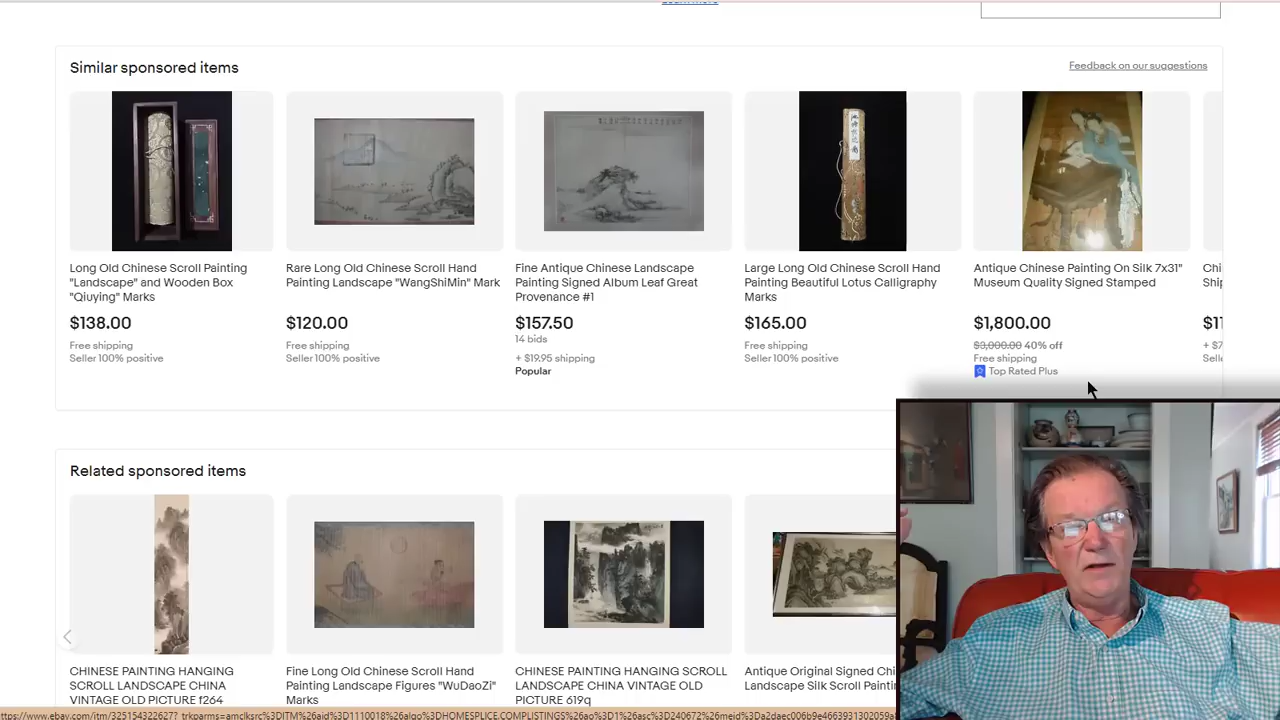 Learn more
Similar sponsored items
Feedback on our suggestions
Long Old Chinese Scroll Painting
"Landscape" and Wooden Box
"Qiuying" Marks
$138.00
Free shipping
Seller 100% positive
Rare Long Old Chinese Scroll Hand
Painting Landscape "WangShiMin" Mark
$120.00
Free shipping
Seller 100% positive
Fine Antique Chinese Landscape
Painting Signed Album Leaf Great
Provenance #1
$157.50
14 bids
+ $19.95 shipping
Popular
Large Long Old Chinese Scroll Hand
Painting Beautiful Lotus Calligraphy
Marks
$165.00
Free shipping
Seller 100% positive
Antique Chinese Painting On Silk 7x31"
Museum Quality Signed Stamped
$1,800.00
$3,000.00 40% off
Free shipping
Top Rated Plus
Related sponsored items
CHINESE PAINTING HANGING
SCROLL LANDSCAPE CHINA
VINTAGE OLD PICTURE f264
Fine Long Old Chinese Scroll Hand
Painting Landscape Figures "WuDaoZi"
Marks
CHINESE PAINTING HANGING SCROLL
LANDSCAPE CHINA VINTAGE OLD
PICTURE 619q
Antique Original Signed Chi
Landscape Silk Scroll Paintin